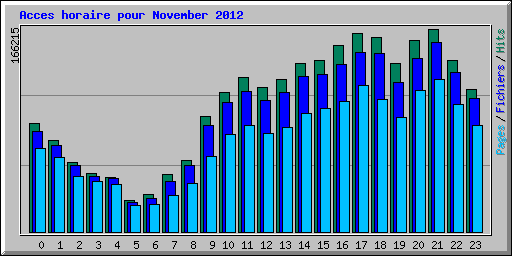 Acces horaire pour November 2012
166215
Pages / Fichiers / Hits
0 1 2 3 4 5 6 7 8 9 10 11 12 13 14 15 16 17 18 19 20 21 22 23